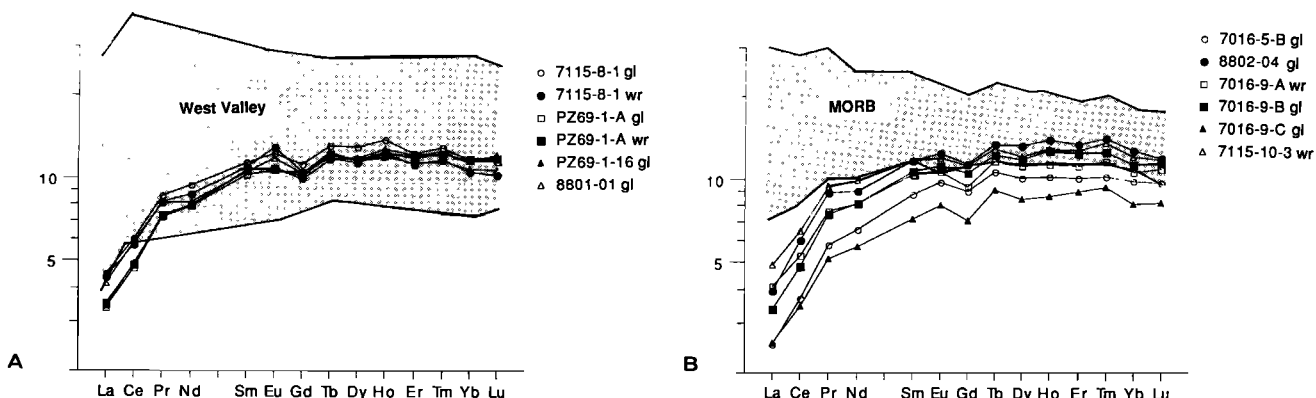 West Valley
10
5
A
La Ce Pr Nd Sm Eu Gd Tb Dy Ho Er Tm Yb Lu
7115-8-1 gl
7115-8-1 wr
PZ69-1-A gl
PZ69-1-A wr
PZ69-1-16 gl
8801-01 gl
MORB
10
5
B
La Ce Pr Nd Sm Eu Gd Tb Dy Ho Er Tm Yb Lu
7016-5-B gl
8802-04 gl
7016-9-A wr
7016-9-B gl
7016-9-C gl
7115-10-3 wr